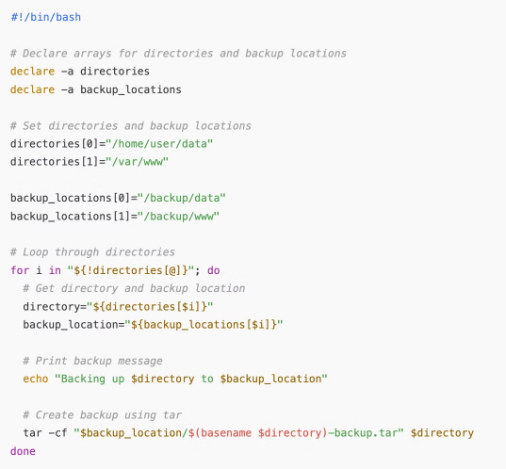 #!/bin/bash

# Declare arrays for directories and backup locations
declare -a directories
declare -a backup_locations

# Set directories and backup locations
directories[0]="/home/user/data"
directories[1]="/var/www"

backup_locations[0]="/backup/data"
backup_locations[1]="/backup/www"

# Loop through directories
for i in "${!directories[@]}"; do
  # Get directory and backup location
  directory="${directories[$i]}"
  backup_location="${backup_locations[$i]}"

  # Print backup message
  echo "Backing up $directory to $backup_location"

  # Create backup using tar
  tar -cf "$backup_location/$(basename $directory)-backup.tar" $directory
done